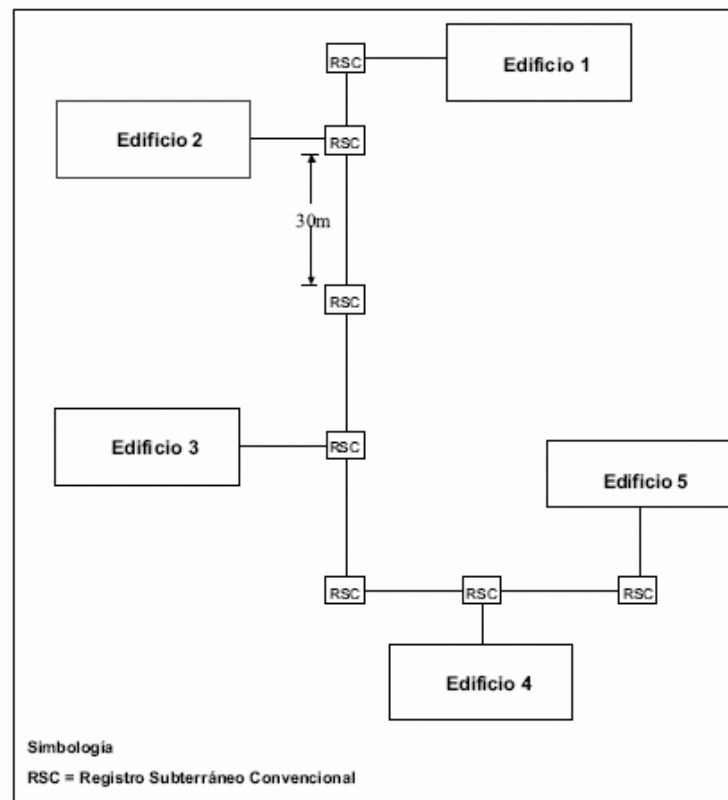 RSC
Edificio 1
Edificio 2
RSC
30m
RSC
Edificio 3
RSC
Edificio 5
RSC
RSC
RSC
Edificio 4
Simbología
RSC = Registro Subterráneo Convencional